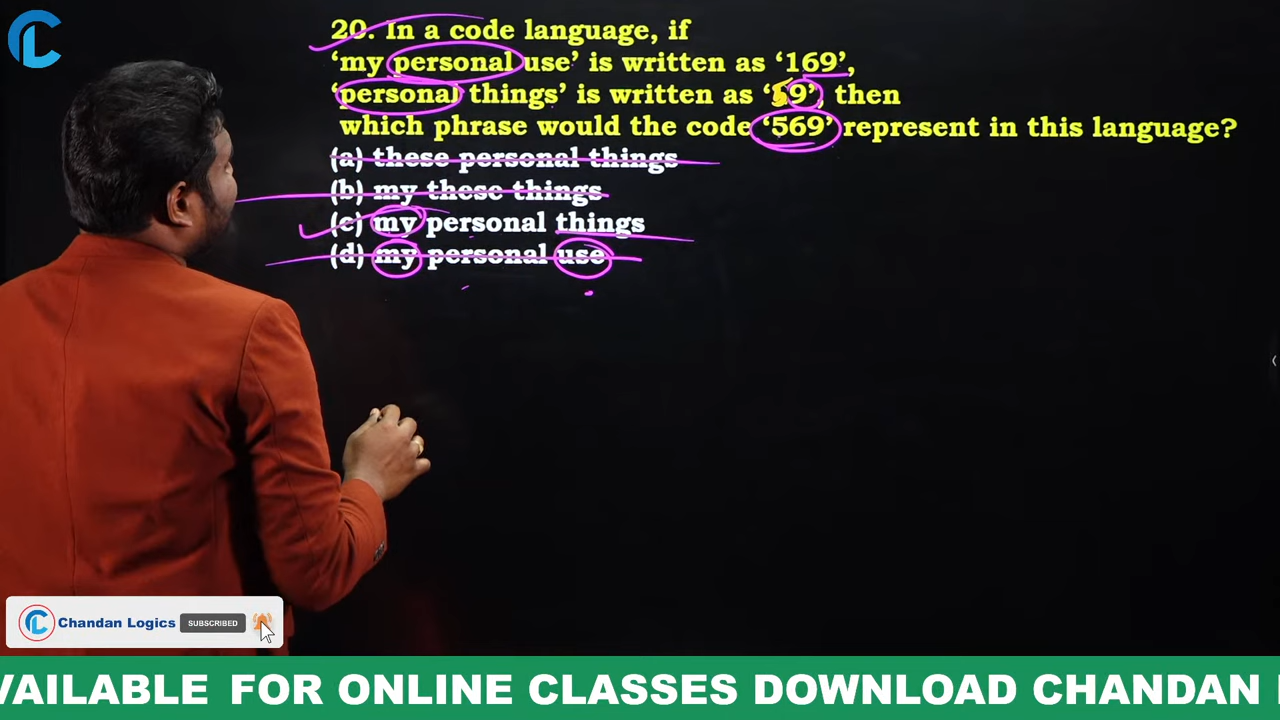 20. In a code language, if
‘my personal use’ is written as ‘169’,
‘personal things’ is written as ‘59’, then
which phrase would the code ‘569’ represent in this language?
(a) these personal things
(b) my these things
(c) my personal things
(d) my personal use
CL
CL Chandan Logics SUBSCRIBED
VAILABLE FOR ONLINE CLASSES DOWNLOAD CHANDAN